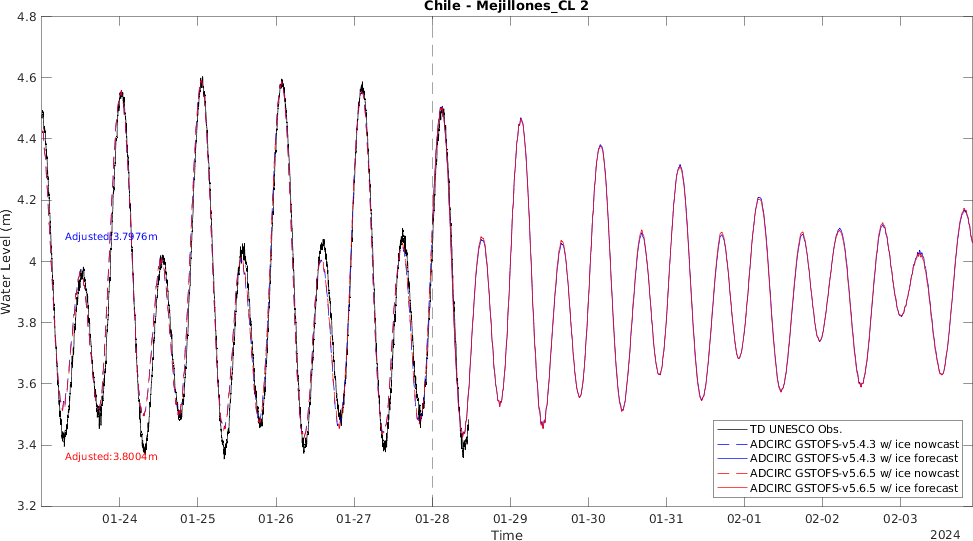 Chile - Mejillones_CL 2
4.8
4.6
4.4
4.2
4
3.8
3.6
3.4
3.2
Water Level (m)
Adjusted:3.7976m
Adjusted:3.8004m
TD UNESCO Obs.
ADCIRC GSTOFS-v5.4.3 w/ ice nowcast
ADCIRC GSTOFS-v5.4.3 w/ ice forecast
ADCIRC GSTOFS-v5.6.5 w/ ice nowcast
ADCIRC GSTOFS-v5.6.5 w/ ice forecast
01-24 01-25 01-26 01-27 01-28 01-29 01-30 01-31 02-01 02-02 02-03
Time
2024